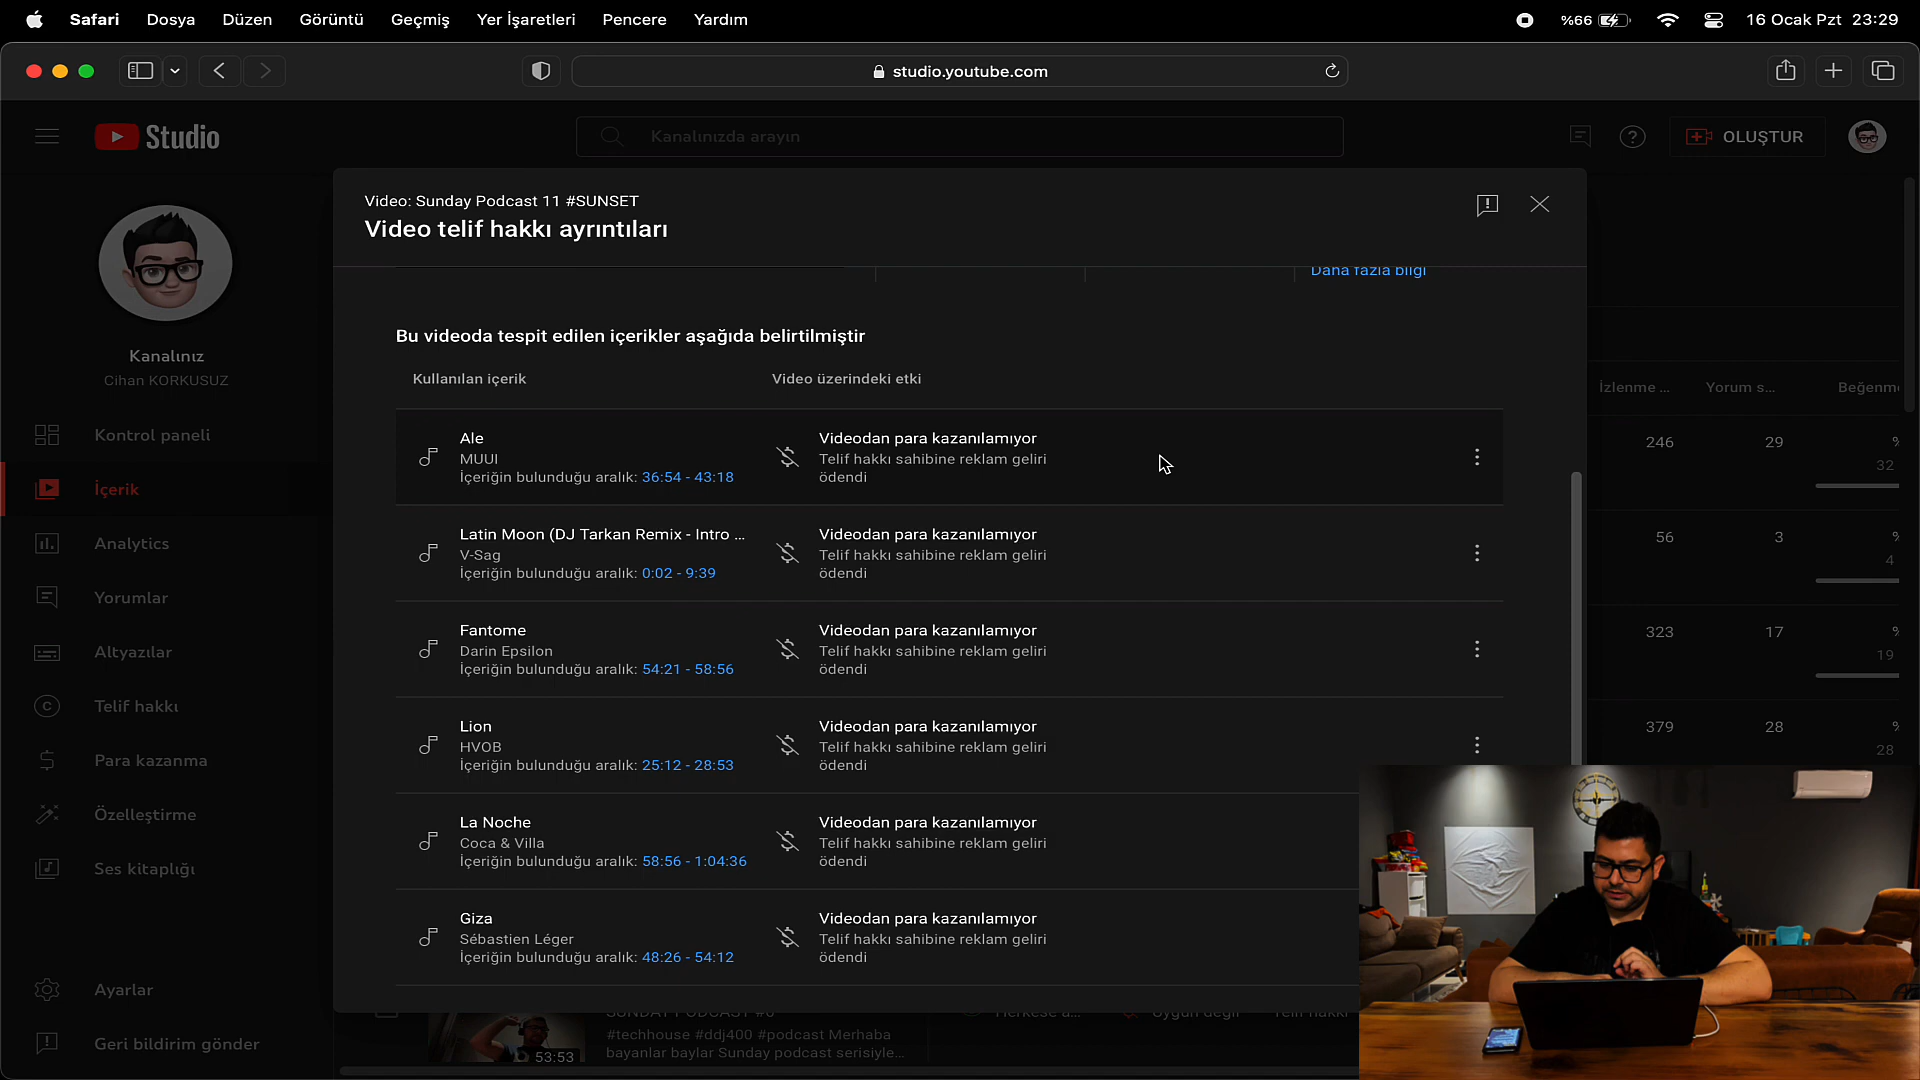 Safari Dosya Düzen Görüntü Geçmiş Yer İşaretleri Pencere Yardım %66 16 Ocak Pzt 23:29
studio.youtube.com
Studio Kanalınızda arayın OLUŞTUR
Video: Sunday Podcast 11 #SUNSET
Video telif hakkı ayrıntıları
Daha fazla bilgi
Kanalınız
Cihan KORKUSUZ
Kontrol paneli
İçerik
Analytics
Yorumlar
Altyazılar
Telif hakkı
Para kazanma
Özelleştirme
Ses kitaplığı
Ayarlar
Geri bildirim gönder
Bu videoda tespit edilen içerikler aşağıda belirtilmiştir
Kullanılan içerik Video üzerindeki etki
Ale
MUUI
İçeriğin bulunduğu aralık: 36:54 - 43:18
Videodan para kazanılamıyor
Telif hakkı sahibine reklam geliri
ödendi
Latin Moon (DJ Tarkan Remix - Intro ...
V-Sag
İçeriğin bulunduğu aralık: 0:02 - 9:39
Videodan para kazanılamıyor
Telif hakkı sahibine reklam geliri
ödendi
Fantome
Darin Epsilon
İçeriğin bulunduğu aralık: 54:21 - 58:56
Videodan para kazanılamıyor
Telif hakkı sahibine reklam geliri
ödendi
Lion
HVOB
İçeriğin bulunduğu aralık: 25:12 - 28:53
Videodan para kazanılamıyor
Telif hakkı sahibine reklam geliri
ödendi
La Noche
Coca & Villa
İçeriğin bulunduğu aralık: 58:56 - 1:04:36
Videodan para kazanılamıyor
Telif hakkı sahibine reklam geliri
ödendi
Giza
Sébastien Léger
İçeriğin bulunduğu aralık: 48:26 - 54:12
Videodan para kazanılamıyor
Telif hakkı sahibine reklam geliri
ödendi
İzlenme ... Yorum s... Beğenm
246 29 %
32
56 3 %
4
323 17 %
19
379 28 %
28
SUNDAY PODCAST #6 Herkese a... Uygun değil Telif hakkı
#techhouse #ddj400 #podcast Merhaba
bayanlar baylar Sunday podcast serisiyle...
53:53